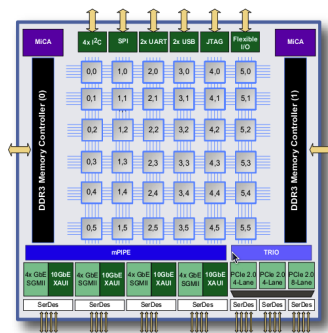 MiCA
4x I²C
SPI
2x UART
2x USB
JTAG
Flexible
I/O
MiCA
DDR3 Memory Controller (0)
DDR3 Memory Controller (1)
0,0 1,0 2,0 3,0 4,0 5,0
0,1 1,1 2,1 3,1 4,1 5,1
0,2 1,2 2,2 3,2 4,2 5,2
0,3 1,3 2,3 3,3 4,3 5,3
0,4 1,4 2,4 3,4 4,4 5,4
0,5 1,5 2,5 3,5 4,5 5,5
mPIPE
TRIO
4x GbE
SGMII
10GbE
XAUI
4x GbE
SGMII
10GbE
XAUI
4x GbE
SGMII
10GbE
XAUI
4x GbE
SGMII
10GbE
XAUI
PCIe 2.0
4-Lane
PCIe 2.0
4-Lane
PCIe 2.0
8-Lane
SerDes SerDes SerDes SerDes SerDes SerDes SerDes